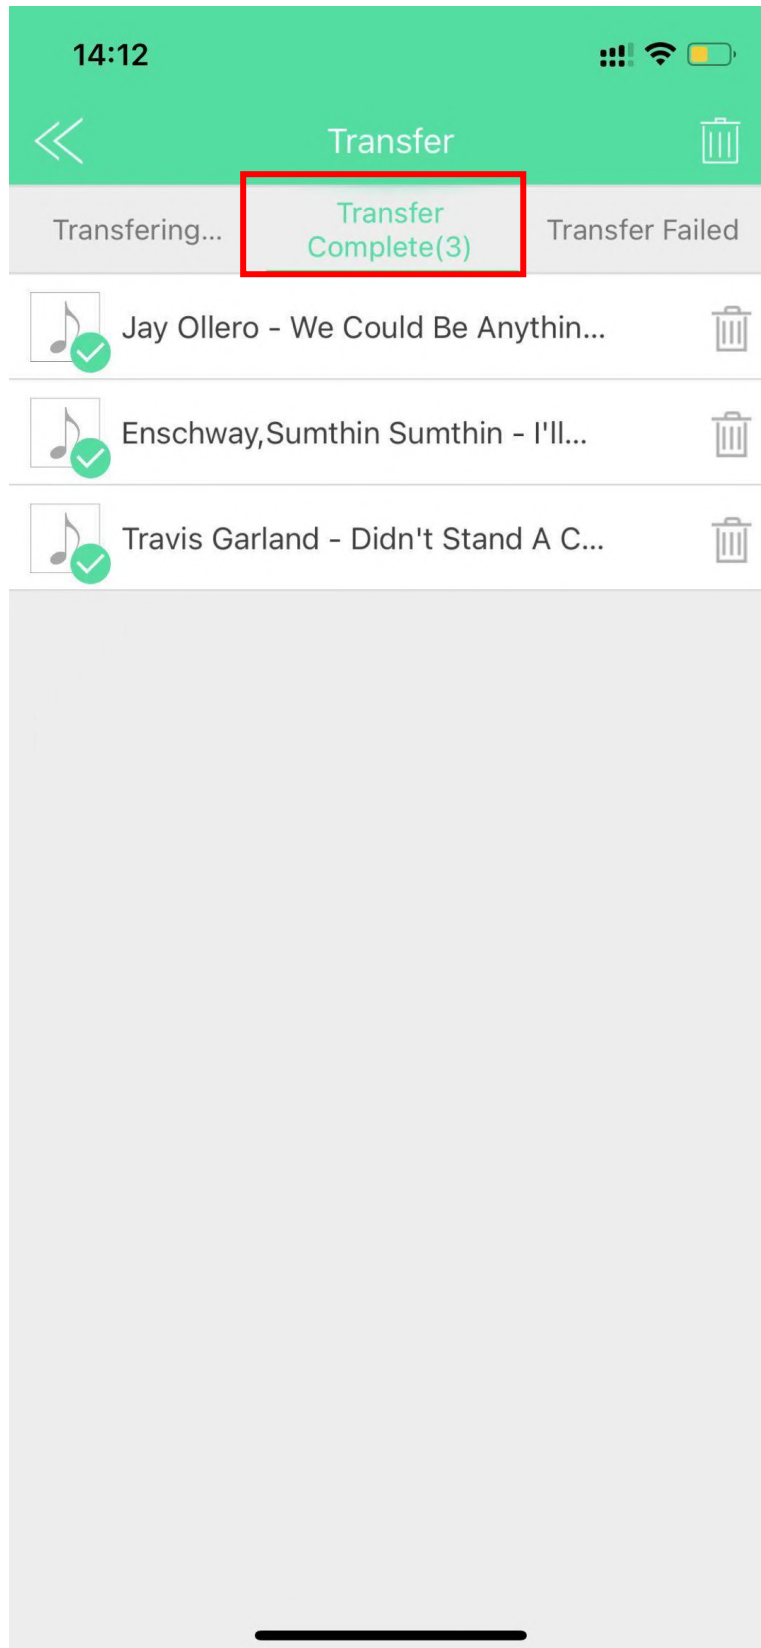 14:12
Transfer
Transfering...
Transfer
Complete(3)
Transfer Failed
Jay Ollero - We Could Be Anythin...
Enschway,Sumthin Sumthin - I'll...
Travis Garland - Didn't Stand A C...